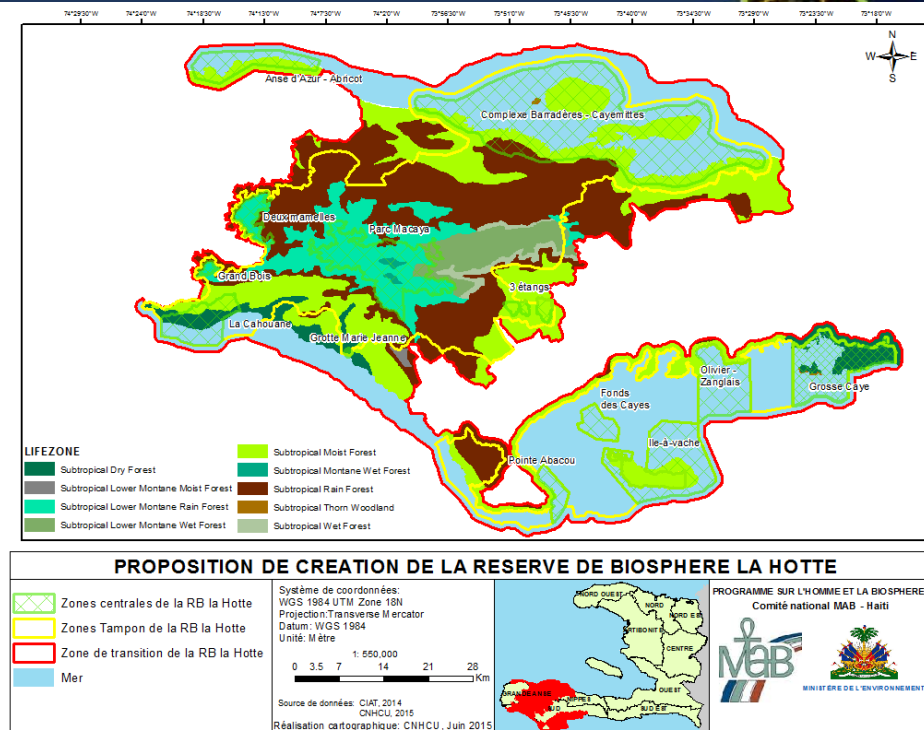 74°29'30"W 74°24'0"W 74°18'30"W 74°13'0"W 74°7'30"W 74°2'0"W 73°56'30"W 73°51'0"W 73°45'30"W 73°40'0"W 73°34'30"W 73°29'0"W 73°23'30"W 73°18'0"W
N
W E
S
Anse d'Azur - Abricot
Complexe Barradères - Cayemittes
Deux mamelles
Parc Macaya
Grand Bois
3 étangs
La Cahouane
Grotte Marie Jeanne
Olivier -
Zanglais
Grosse Caye
Fonds
des Cayes
Ile-à-vache
Pointe Abacou
LIFEZONE
Subtropical Dry Forest
Subtropical Lower Montane Moist Forest
Subtropical Lower Montane Rain Forest
Subtropical Lower Montane Wet Forest
Subtropical Moist Forest
Subtropical Montane Wet Forest
Subtropical Rain Forest
Subtropical Thorn Woodland
Subtropical Wet Forest
PROPOSITION DE CREATION DE LA RESERVE DE BIOSPHERE LA HOTTE
Zones centrales de la RB la Hotte
Zones Tampon de la RB la Hotte
Zone de transition de la RB la Hotte
Mer
Système de coordonnées:
WGS 1984 UTM Zone 18N
Projection:Transverse Mercator
Datum: WGS 1984
Unité: Mètre
1: 550,000
0 3.5 7 14 21 28
Km
Source de données: CIAT, 2014
CNHCU, 2015
Réalisation cartographique: CNHCU, Juin 2015
NORD OUEST
NORD
NORD EST
ARTIBONITE
CENTRE
OUEST
GRANDE ANSE
NIPPES
SUD
SUD EST
PROGRAMME SUR L'HOMME ET LA BIOSPHERE
Comité national MAB - Haiti
MaB
MINISTÈRE DE L'ENVIRONNEMENT